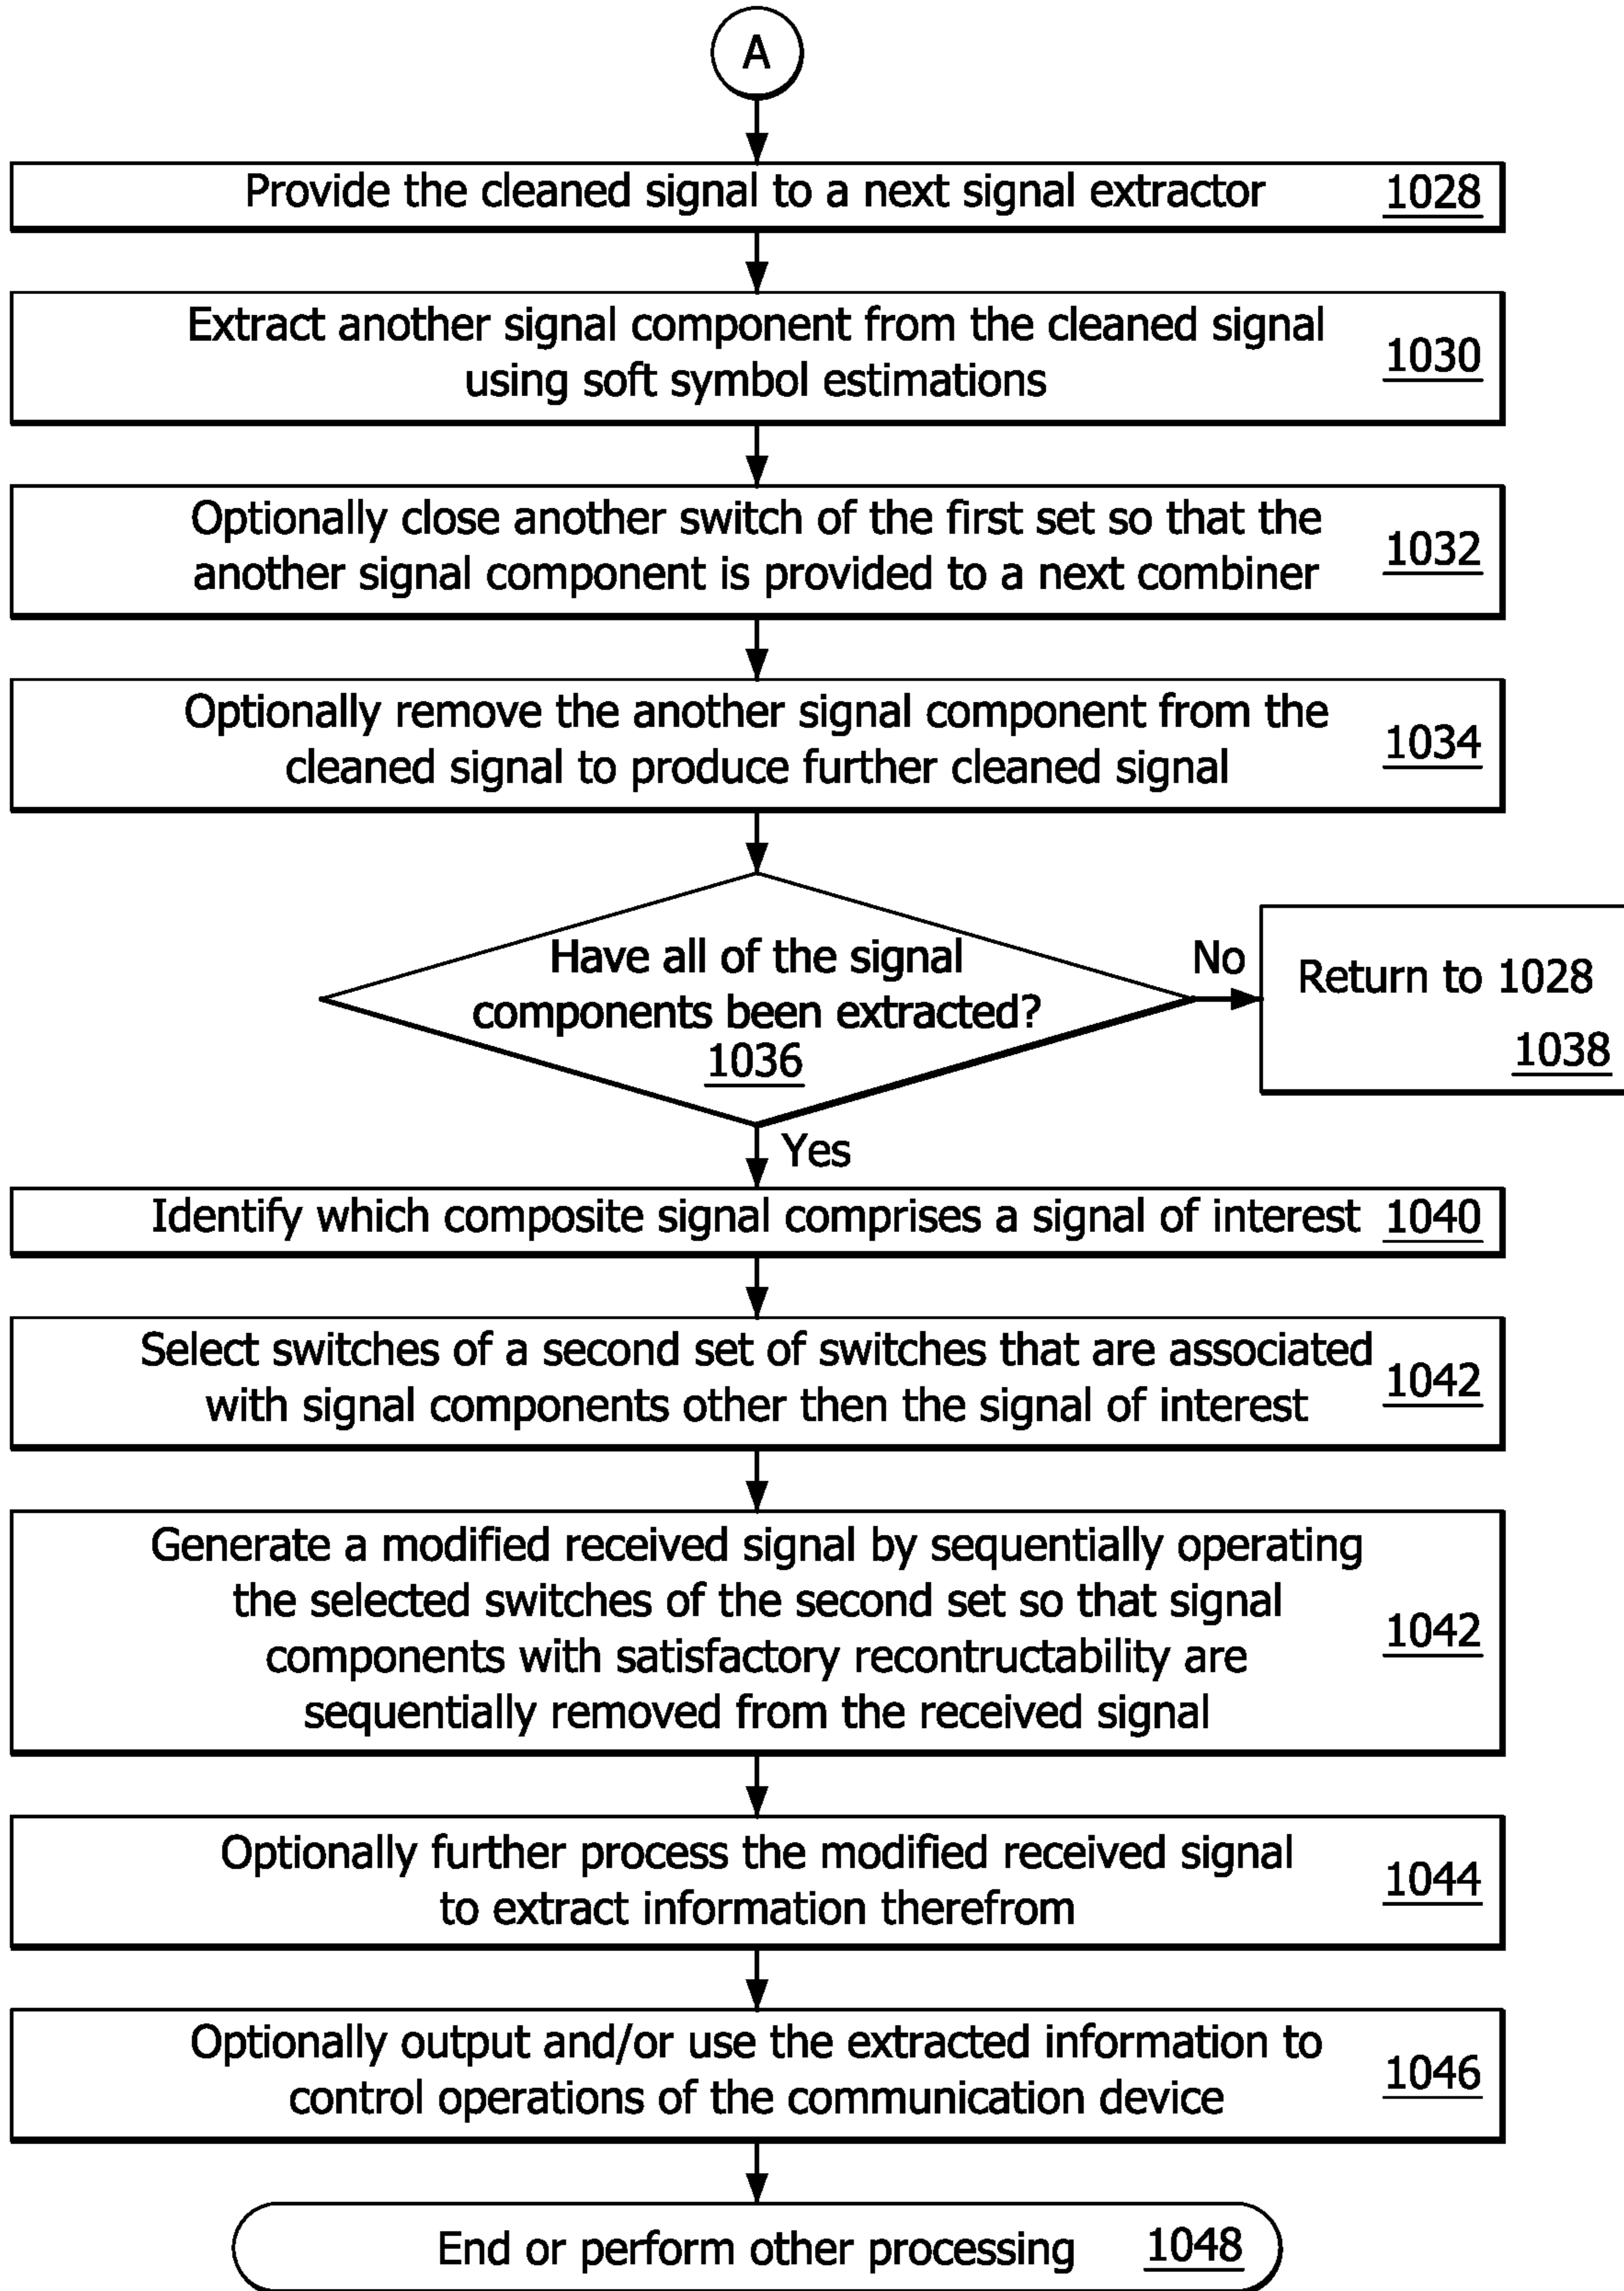 A
Provide the cleaned signal to a next signal extractor 1028
Extract another signal component from the cleaned signal
using soft symbol estimations
1030
Optionally close another switch of the first set so that the
another signal component is provided to a next combiner
1032
Optionally remove the another signal component from the
cleaned signal to produce further cleaned signal
1034
Have all of the signal
components been extracted?
1036
No
Return to 1028
1038
Yes
Identify which composite signal comprises a signal of interest 1040
Select switches of a second set of switches that are associated
with signal components other then the signal of interest
1042
Generate a modified received signal by sequentially operating
the selected switches of the second set so that signal
components with satisfactory recontructability are
sequentially removed from the received signal
1042
Optionally further process the modified received signal
to extract information therefrom
1044
Optionally output and/or use the extracted information to
control operations of the communication device
1046
End or perform other processing 1048